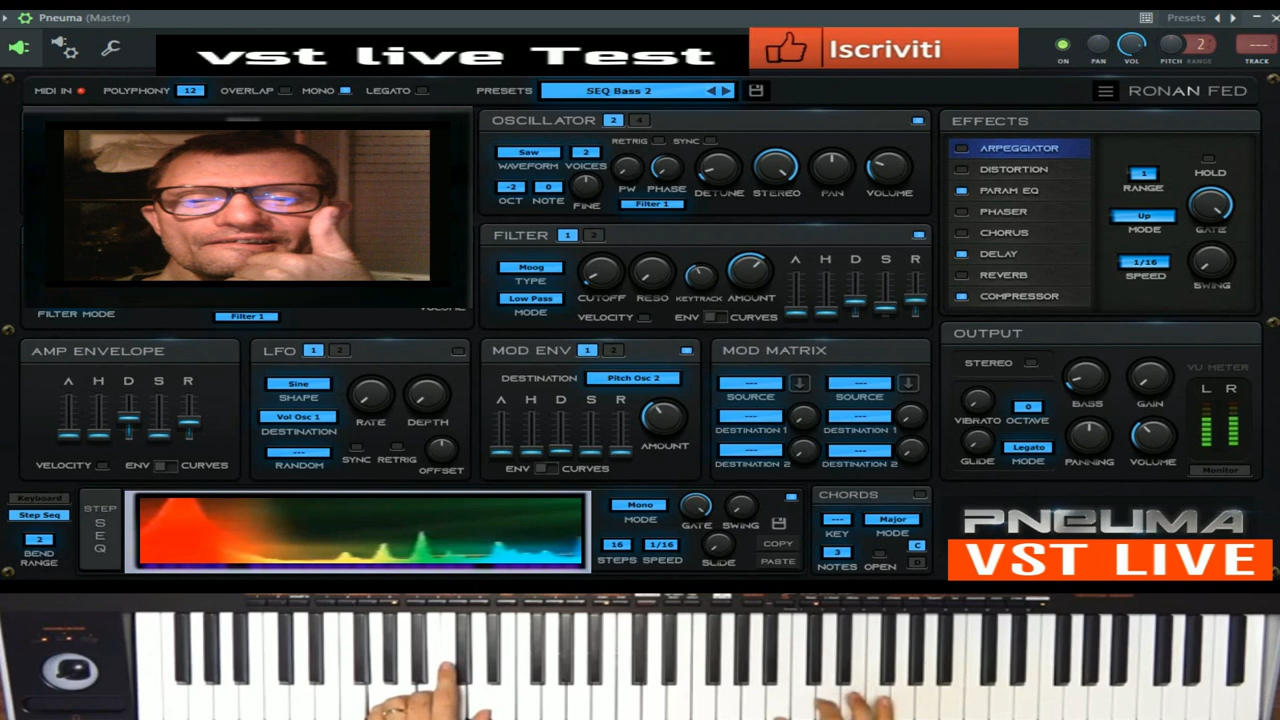 Pneuma (Master)
Presets
vst live Test
Iscriviti
2
---
ON PAN VOL PITCH RANGE TRACK
MIDI IN POLYPHONY 12 OVERLAP MONO LEGATO
PRESETS SEQ Bass 2
RONAN FED
OSCILLATOR 2 4
RETRIG SYNC
Saw 2
WAVEFORM VOICES
PW PHASE DETUNE STEREO PAN VOLUME
-2 0
OCT NOTE FINE
Filter 1
EFFECTS
ARPEGGIATOR
DISTORTION
PARAM EQ
PHASER
CHORUS
DELAY
REVERB
COMPRESSOR
1
RANGE
HOLD
Up
MODE
GATE
1/16
SPEED
SWING
FILTER 1 2
Moog
TYPE
Low Pass
MODE
CUTOFF RESO KEYTRACK AMOUNT
A H D S R
VELOCITY ENV CURVES
FILTER MODE Filter 1
VOLUME
AMP ENVELOPE
A H D S R
VELOCITY ENV CURVES
LFO 1 2
Sine
SHAPE
Vol Osc 1
DESTINATION
---
RANDOM
RATE DEPTH
SYNC RETRIG OFFSET
MOD ENV 1 2
DESTINATION Pitch Osc 2
A H D S R
AMOUNT
ENV CURVES
MOD MATRIX
--- ---
SOURCE SOURCE
--- ---
DESTINATION 1 DESTINATION 1
--- ---
DESTINATION 2 DESTINATION 2
OUTPUT
STEREO
VIBRATO
0
OCTAVE
BASS GAIN
GLIDE
Legato
MODE
PANNING VOLUME
VU METER
L R
Monitor
Keyboard
Step Seq
2
BEND
RANGE
STEP
S
E
Q
Mono
MODE
GATE SWING
16 1/16
STEPS SPEED SLIDE
COPY
PASTE
CHORDS
--- Major
KEY MODE
3
NOTES OPEN
C
D
PNEUMA
VST LIVE